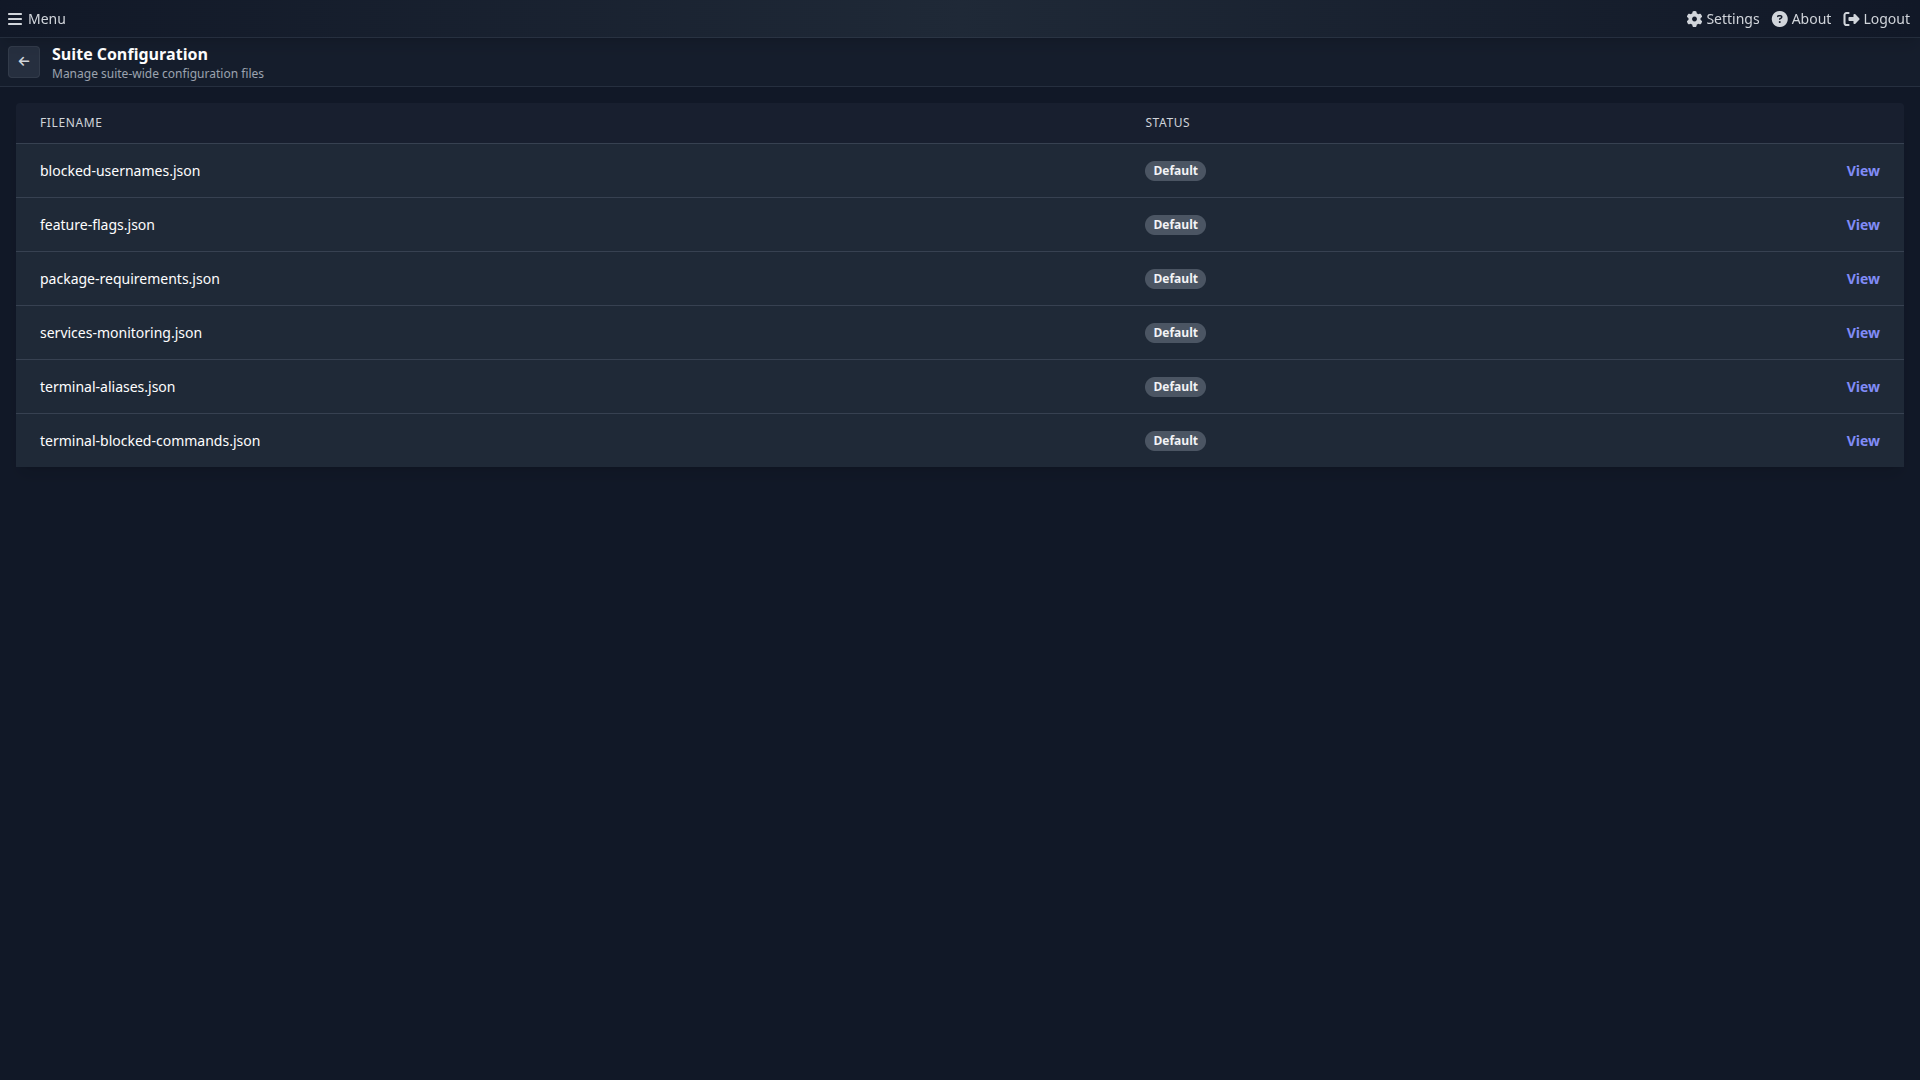 Menu
Settings
About
Logout
Suite Configuration
Manage suite-wide configuration files
FILENAME STATUS
blocked-usernames.json Default View
feature-flags.json Default View
package-requirements.json Default View
services-monitoring.json Default View
terminal-aliases.json Default View
terminal-blocked-commands.json Default View